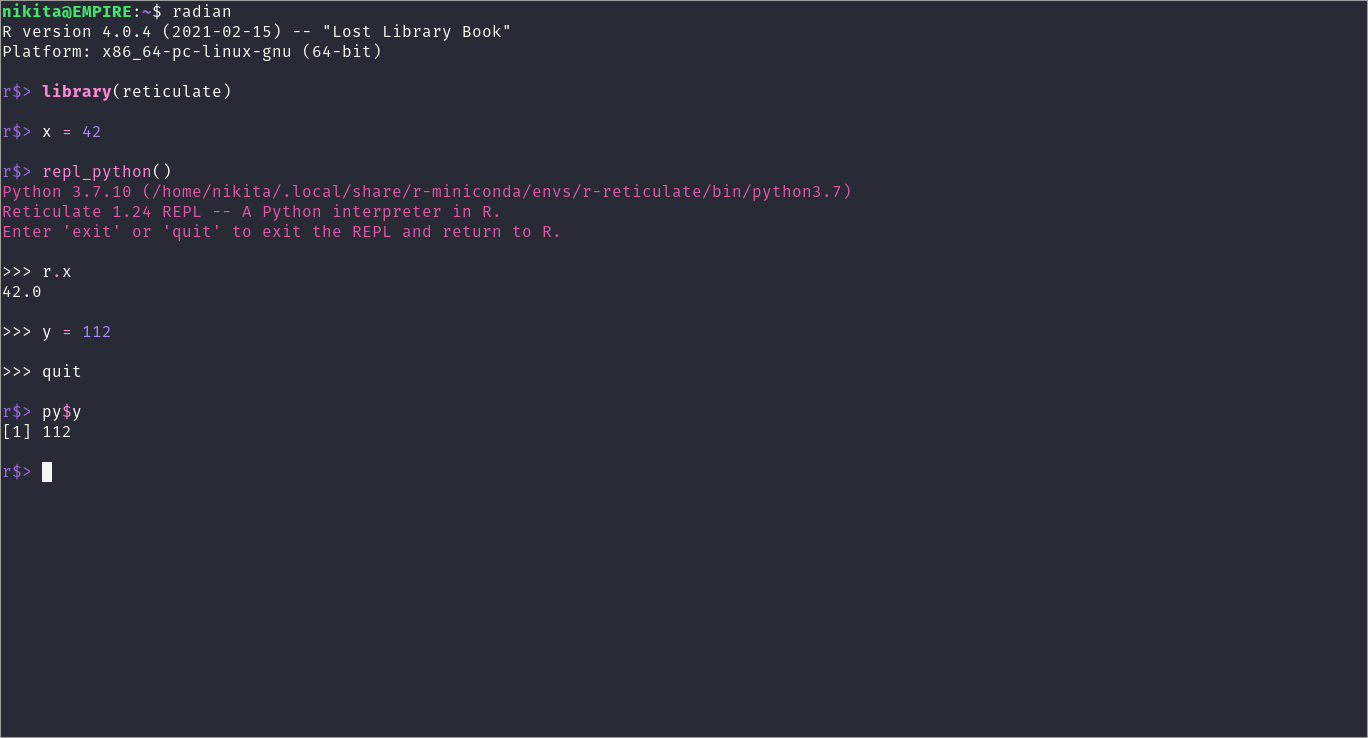 nikita@EMPIRE:~$ radian
R version 4.0.4 (2021-02-15) -- "Lost Library Book"
Platform: x86_64-pc-linux-gnu (64-bit)
r$> library(reticulate)
r$> x = 42
r$> repl_python()
Python 3.7.10 (/home/nikita/.local/share/r-miniconda/envs/r-reticulate/bin/python3.7)
Reticulate 1.24 REPL -- A Python interpreter in R.
Enter 'exit' or 'quit' to exit the REPL and return to R.
>>> r.x
42.0
>>> y = 112
>>> quit
r$> py$y
[1] 112
r$>